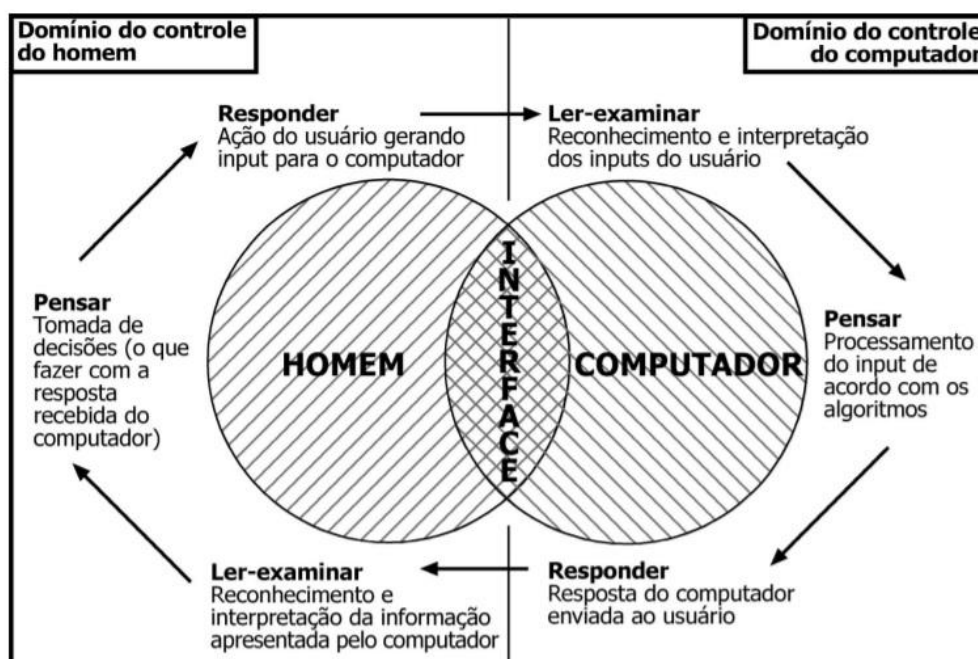 Domínio do controle
do homem
Domínio do controle
do computador
Responder
Ação do usuário gerando
input para o computador
Ler-examinar
Reconhecimento e interpretação
dos inputs do usuário
Pensar
Tomada de
decisões (o que
fazer com a
resposta
recebida do
computador)
HOMEM
INTERFACE
COMPUTADOR
Pensar
Processamento
do input de
acordo com os
algoritmos
Ler-examinar
Reconhecimento e
interpretação da informação
apresentada pelo computador
Responder
Resposta do computador
enviada ao usuário